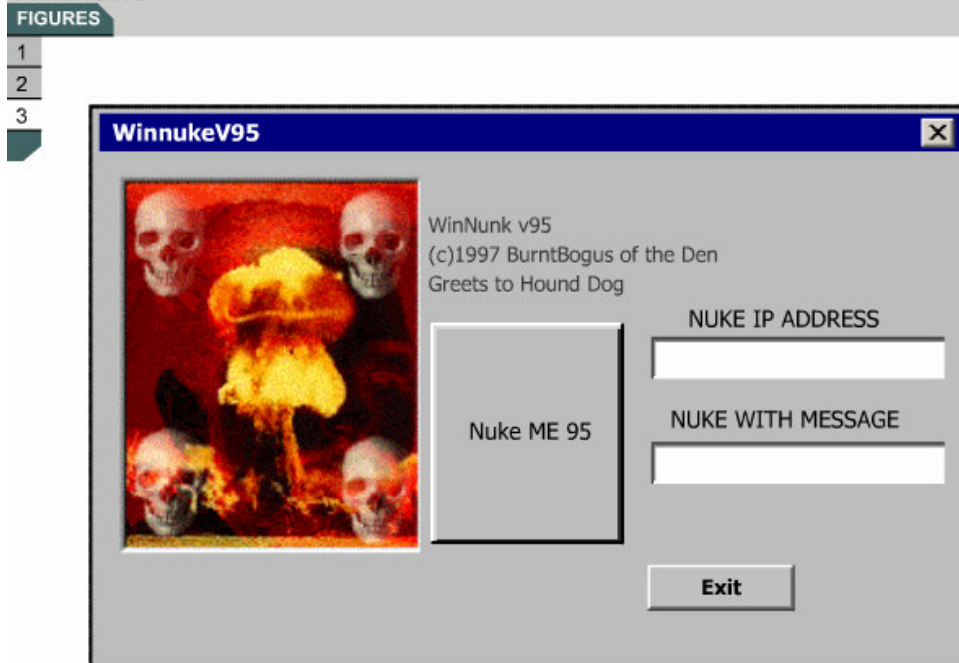 FIGURES
1
2
3
WinnukeV95
WinNunk v95
(c)1997 BurntBogus of the Den
Greets to Hound Dog
NUKE IP ADDRESS
Nuke ME 95
NUKE WITH MESSAGE
Exit